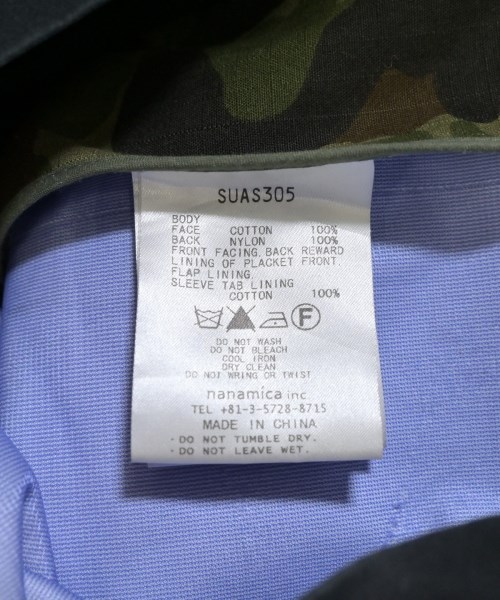 SUAS305
BODY
FACE COTTON 100%
BACK NYLON 100%
FRONT FACING, BACK REWARD
LINING OF PLACKET FRONT
FLAP LINING,
SLEEVE TAB LINING
COTTON 100%
F
DO NOT WASH
DO NOT BLEACH
COOL IRON
DRY CLEAN
DO NOT WRING OR TWIST
nanamica inc.
TEL +81-3-5728-8715
MADE IN CHINA
・DO NOT TUMBLE DRY.
・DO NOT LEAVE WET.